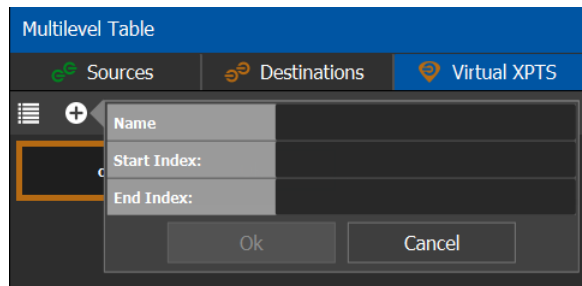 Multilevel Table
Sources Destinations Virtual XPTS
Name
Start Index:
End Index:
Ok Cancel